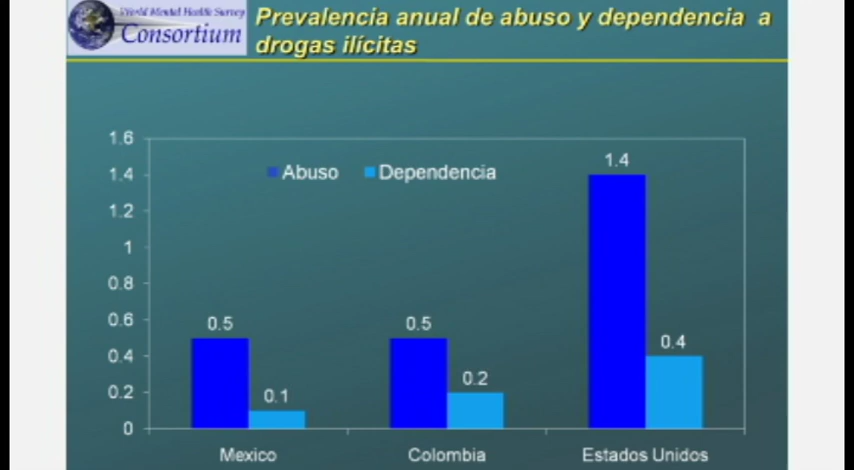 World Mental Health Survey
Consortium
Prevalencia anual de abuso y dependencia a
drogas ilícitas
1.6
1.4
1.2
1
0.8
0.6
0.4
0.2
0
Abuso Dependencia
0.5
0.1
0.5
0.2
1.4
0.4
Mexico Colombia Estados Unidos